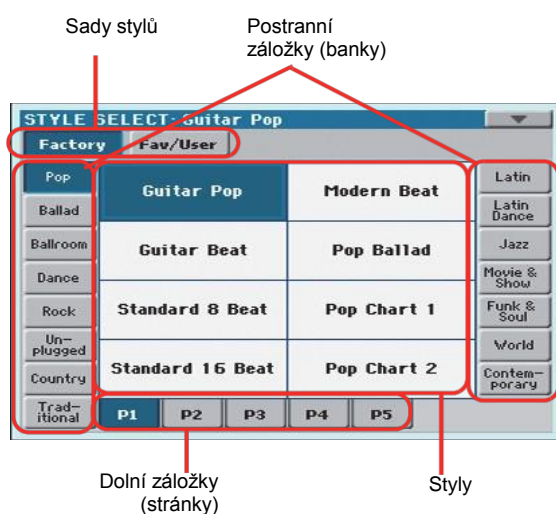 Sady stylů
Postranní
záložky (banky)
STYLE SELECT: Guitar Pop
Factory
Fav/User
Pop
Ballad
Ballroom
Dance
Rock
Un-
plugged
Country
Trad-
itional
Guitar Pop
Modern Beat
Guitar Beat
Pop Ballad
Standard 8 Beat
Pop Chart 1
Standard 16 Beat
Pop Chart 2
Latin
Latin
Dance
Jazz
Movie &
Show
Funk &
Soul
World
Contem-
porary
P1
P2
P3
P4
P5
Dolní záložky
(stránky)
Styly